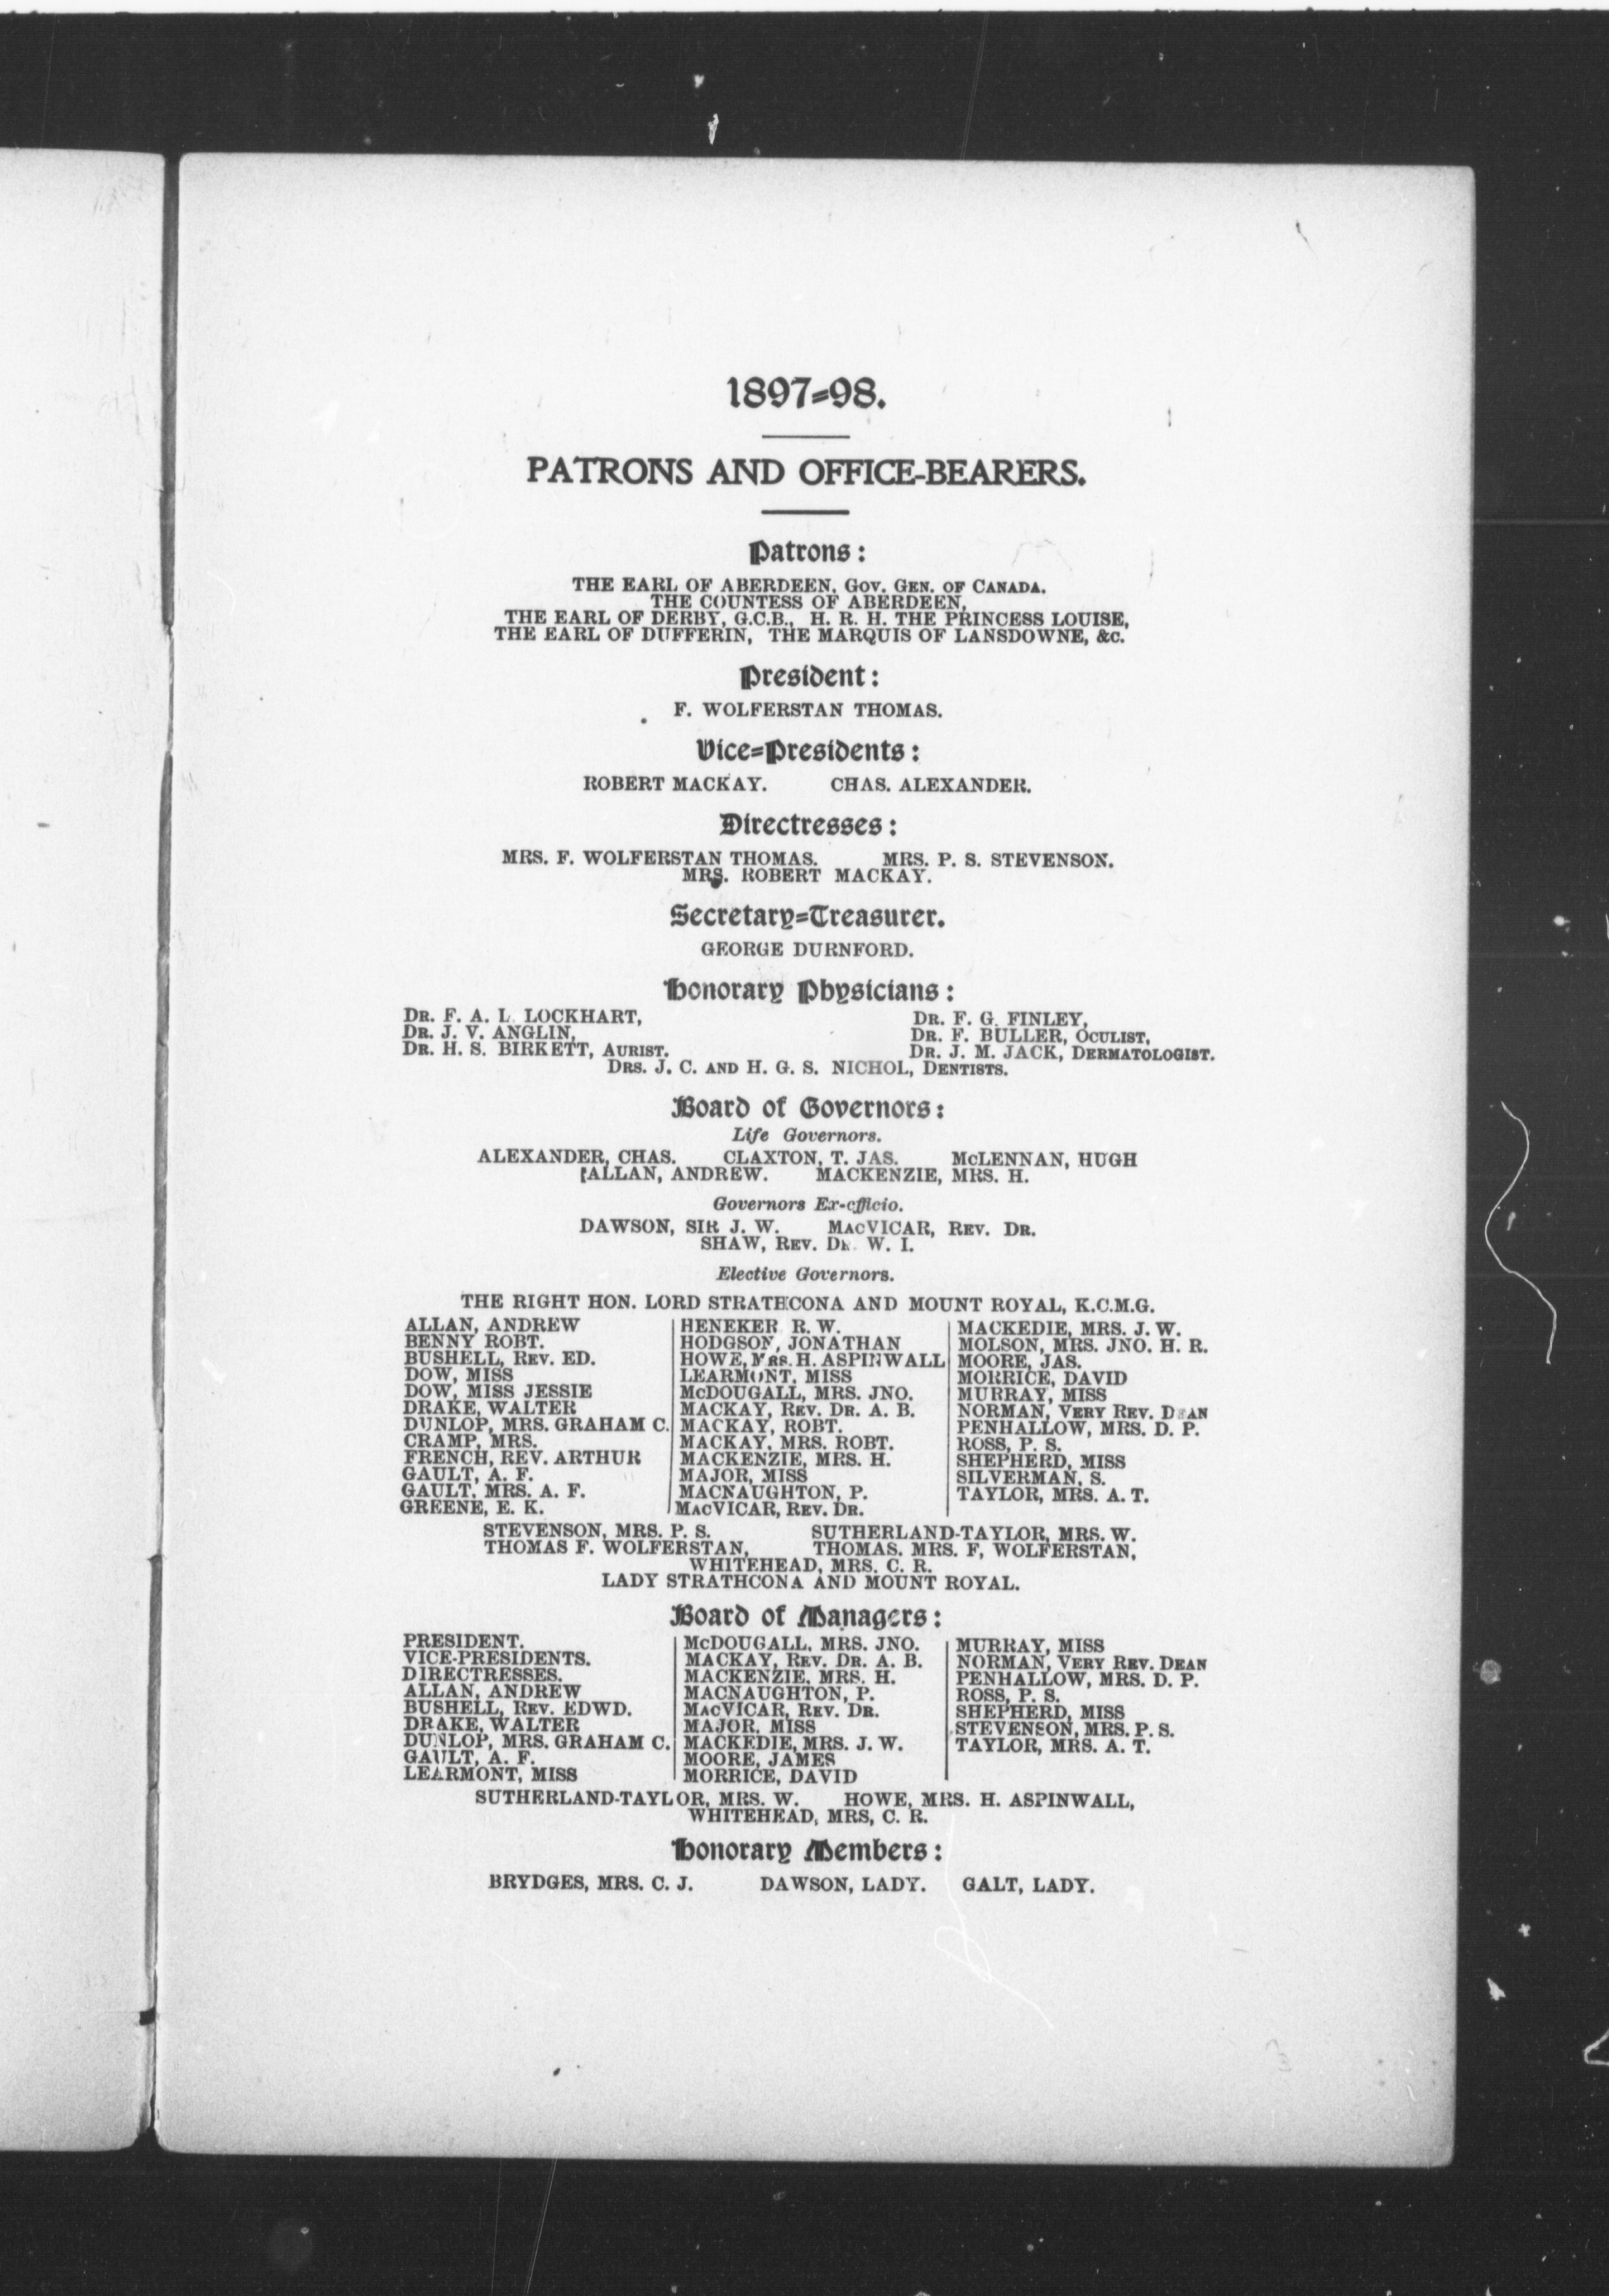 1897-98.
PATRONS AND OFFICE-BEARERS.
Patrons:
THE EARL OF ABERDEEN, GOV. GEN. OF CANADA.
THE COUNTESS OF ABERDEEN,
THE EARL OF DERBY, G.C.B., H. R. H. THE PRINCESS LOUISE,
THE EARL OF DUFFERIN, THE MARQUIS OF LANSDOWNE, &c.
President:
F. WOLFERSTAN THOMAS.
Vice-Presidents:
ROBERT MACKAY. CHAS. ALEXANDER.
Directresses:
MRS. F. WOLFERSTAN THOMAS. MRS. P. S. STEVENSON.
MRS. ROBERT MACKAY.
Secretary-Treasurer.
GEORGE DURNFORD.
Honorary Physicians:
DR. F. A. L. LOCKHART, DR. F. G. FINLEY,
DR. J. V. ANGLIN, DR. F. BULLER, OCULIST,
DR. H. S. BIRKETT, AURIST. DR. J. M. JACK, DERMATOLOGIST.
DRS. J. C. AND H. G. S. NICHOL, DENTISTS.
Board of Governors:
Life Governors.
ALEXANDER, CHAS. CLAXTON, T. JAS. McLENNAN, HUGH
ALLAN, ANDREW. MACKENZIE, MRS. H.
Governors Ex-officio.
DAWSON, SIR J. W. MACVICAR, REV. DR.
SHAW, REV. DR. W. I.
Elective Governors.
THE RIGHT HON. LORD STRATHCONA AND MOUNT ROYAL, K.C.M.G.
ALLAN, ANDREW
BENNY ROBT.
BUSHELL, REV. ED.
DOW, MISS
DOW, MISS JESSIE
DRAKE, WALTER
DUNLOP, MRS. GRAHAM C.
CRAMP, MRS.
FRENCH, REV. ARTHUR
GAULT, A. F.
GAULT, MRS. A. F.
GREENE, E. K.
HENEKER R. W.
HODGSON, JONATHAN
HOWE, MRS. H. ASPINWALL
LEARMONT, MISS
McDOUGALL, MRS. JNO.
MACKAY, REV. DR. A. B.
MACKAY, ROBT.
MACKAY, MRS. ROBT.
MACKENZIE, MRS. H.
MAJOR, MISS
MACNAUGHTON, P.
MACVICAR, REV. DR.
MACKEDIE, MRS. J. W.
MOLSON, MRS. JNO. H. R.
MOORE, JAS.
MORRICE, DAVID
MURRAY, MISS
NORMAN, VERY REV. DEAN
PENHALLOW, MRS. D. P.
ROSS, P. S.
SHEPHERD, MISS
SILVERMAN, S.
TAYLOR, MRS. A. T.
STEVENSON, MRS. P. S. SUTHERLAND-TAYLOR, MRS. W.
THOMAS F. WOLFERSTAN, THOMAS. MRS. F, WOLFERSTAN,
WHITEHEAD, MRS. C. R.
LADY STRATHCONA AND MOUNT ROYAL.
Board of Managers:
PRESIDENT.
VICE-PRESIDENTS.
DIRECTRESSES.
ALLAN, ANDREW
BUSHELL, REV. EDWD.
DRAKE, WALTER
DUNLOP, MRS. GRAHAM C.
GAULT, A. F.
LEARMONT, MISS
McDOUGALL, MRS. JNO.
MACKAY, REV. DR. A. B.
MACKENZIE, MRS. H.
MACNAUGHTON, P.
MACVICAR, REV. DR.
MAJOR, MISS
MACKEDIE, MRS. J. W.
MOORE, JAMES
MORRICE, DAVID
MURRAY, MISS
NORMAN, VERY REV. DEAN
PENHALLOW, MRS. D. P.
ROSS, P. S.
SHEPHERD, MISS
STEVENSON, MRS. P. S.
TAYLOR, MRS. A. T.
SUTHERLAND-TAYLOR, MRS. W. HOWE, MRS. H. ASPINWALL,
WHITEHEAD, MRS, C. R.
Honorary Members:
BRYDGES, MRS. C. J. DAWSON, LADY. GALT, LADY.